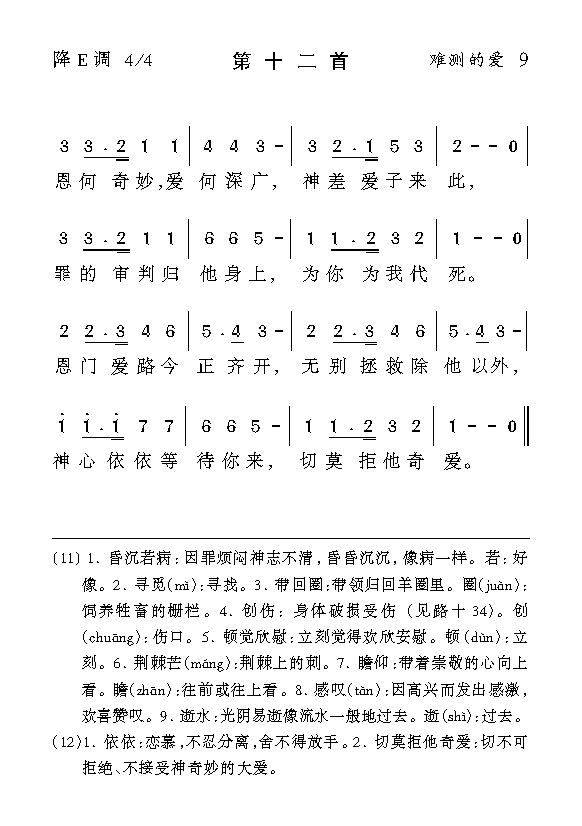 降E调 4/4 第十二首 难测的爱 9
3 3·2 1 1 | 4 4 3 - | 3 2·1 5 3 | 2 - - 0 |
恩何 奇妙,爱 何深广, 神差 爱子来 此,
3 3·2 1 1 | 6 6 5 - | 1 1·2 3 2 | 1 - - 0 |
罪的 审判归 他身上, 为你 为我代 死。
2 2·3 4 6 | 5·4 3 - | 2 2·3 4 6 | 5·4 3 - |
恩门 爱路今 正齐开, 无别 拯救除 他以外,
i i·i 7 7 | 6 6 5 - | 1 1·2 3 2 | 1 - - 0 ‖
神心 依依等 待你来, 切莫 拒他奇 爱。
(11) 1. 昏沉若病:因罪烦闷神志不清,昏昏沉沉,像病一样。若:好
像。2. 寻觅(mì):寻找。3. 带回圈:带领归回羊圈里。圈(juàn):
饲养牲畜的栅栏。4. 创伤:身体破损受伤(见路十34)。创
(chuāng):伤口。5. 顿觉欣慰:立刻觉得欢欣安慰。顿(dùn):立
刻。6. 荆棘芒(máng):荆棘上的刺。7. 瞻仰:带着崇敬的心向上
看。瞻(zhān):往前或往上看。8. 感叹(tàn):因高兴而发出感激,
欢喜赞叹。9. 逝水:光阴易逝像流水一般地过去。逝(shì):过去。
(12)1. 依依:恋慕,不忍分离,舍不得放手。2. 切莫拒他奇爱:切不可
拒绝、不接受神奇妙的大爱。